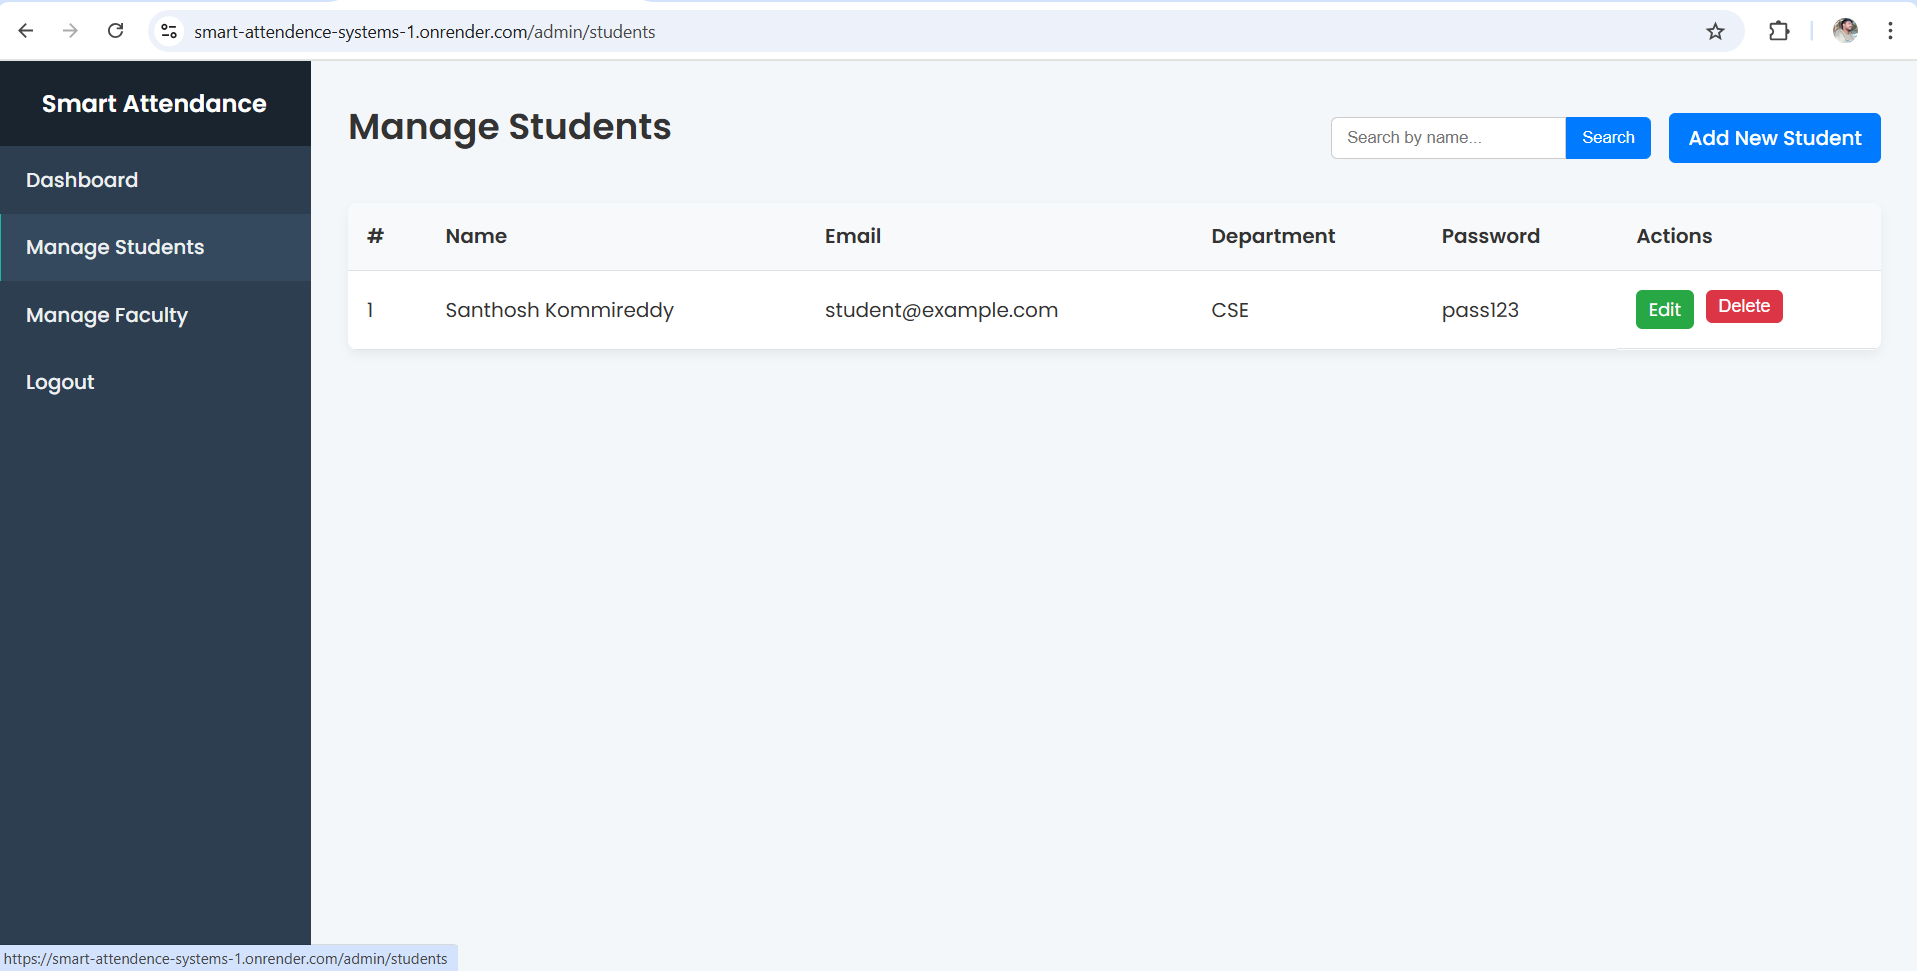 smart-attendence-systems-1.onrender.com/admin/students
Smart Attendance
Dashboard
Manage Students
Manage Faculty
Logout
Manage Students
Search by name...
Search
Add New Student
# Name Email Department Password Actions
1 Santhosh Kommireddy student@example.com CSE pass123 Edit Delete
https://smart-attendence-systems-1.onrender.com/admin/students